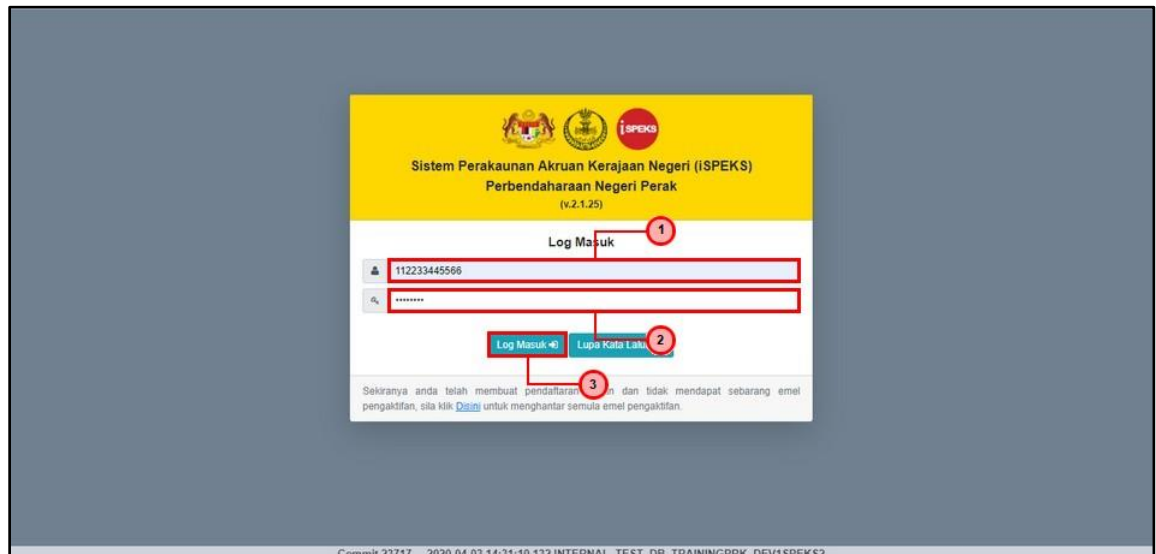 iSPEKS
Sistem Perakaunan Akruan Kerajaan Negeri (iSPEKS)
Perbendaharaan Negeri Perak
(v.2.1.25)
Log Masuk
1
112233445566
••••••••
Log Masuk
Lupa Kata
2
3
Sekiranya anda telah membuat pendaftaran dan tidak mendapat sebarang emel
pengaktifan, sila klik Disini untuk menghantar semula emel pengaktifan.